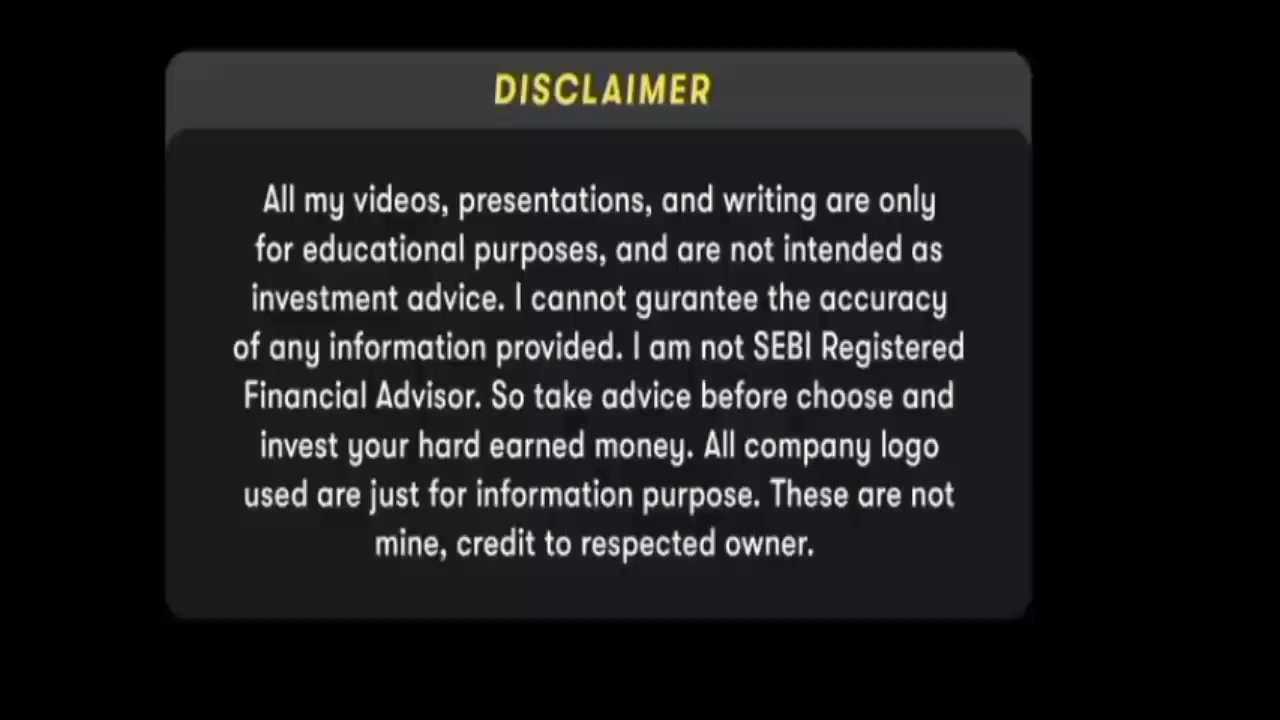 DISCLAIMER
All my videos, presentations, and writing are only
for educational purposes, and are not intended as
investment advice. I cannot gurantee the accuracy
of any information provided. I am not SEBI Registered
Financial Advisor. So take advice before choose and
invest your hard earned money. All company logo
used are just for information purpose. These are not
mine, credit to respected owner.